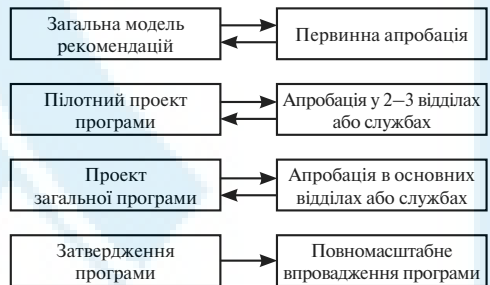 Загальна модель
рекомендацій
Первинна апробація
Пілотний проект
програми
Апробація у 2–3 відділах
або службах
Проект
загальної програми
Апробація в основних
відділах або службах
Затвердження
програми
Повномасштабне
впровадження програми